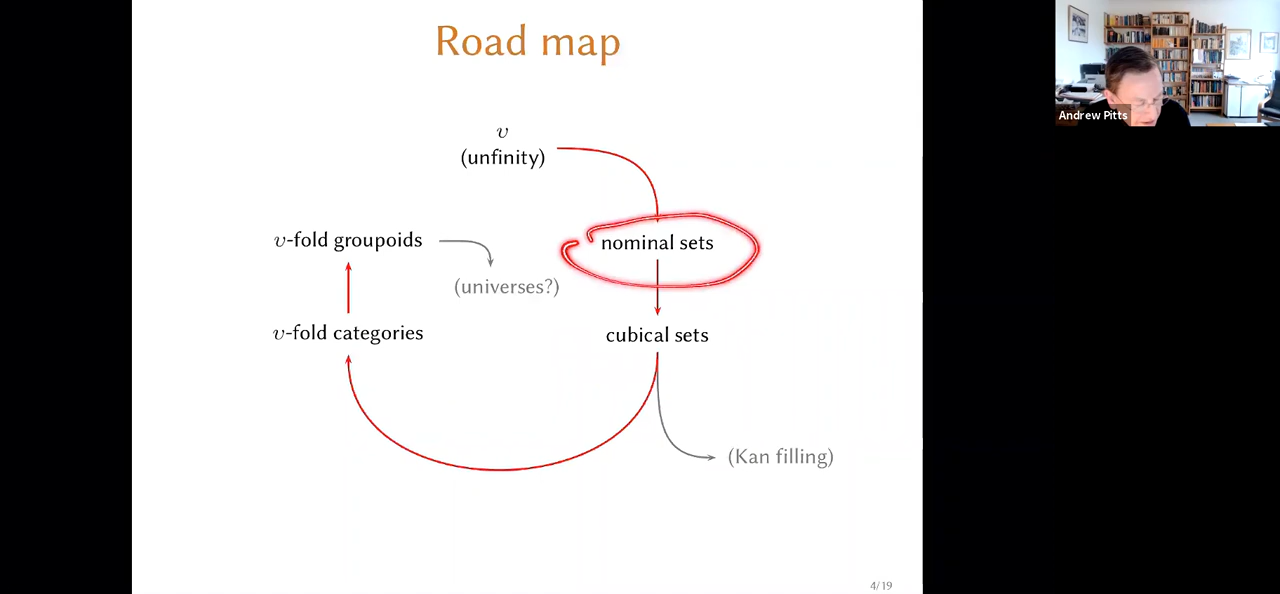 Road map
υ
(unfinity)
υ-fold groupoids
nominal sets
(universes?)
υ-fold categories
cubical sets
(Kan filling)
4/19
Andrew Pitts